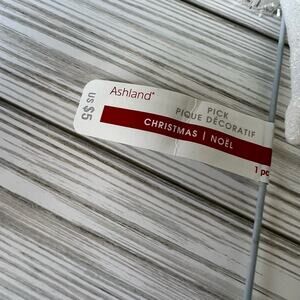 Ashland®
US $5
PICK
PIQUE DÉCORATIF
CHRISTMAS | NOËL
1 pc